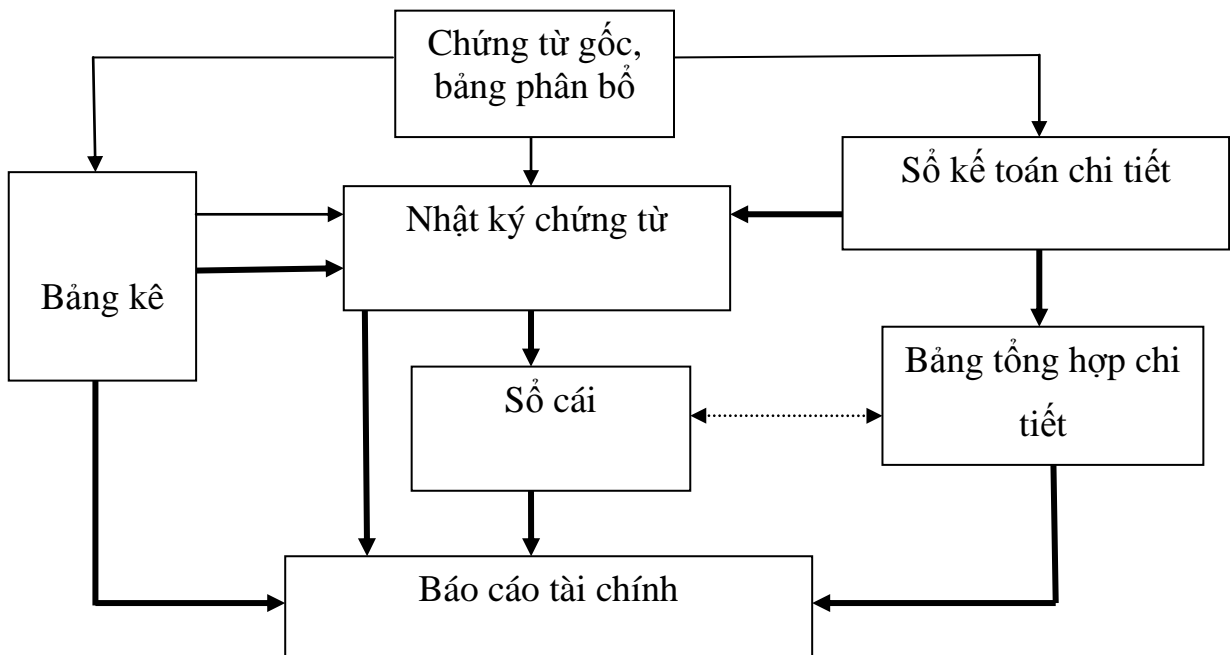 Chứng từ gốc,
bảng phân bổ
Sổ kế toán chi tiết
Nhật ký chứng từ
Bảng kê
Bảng tổng hợp chi
tiết
Sổ cái
Báo cáo tài chính